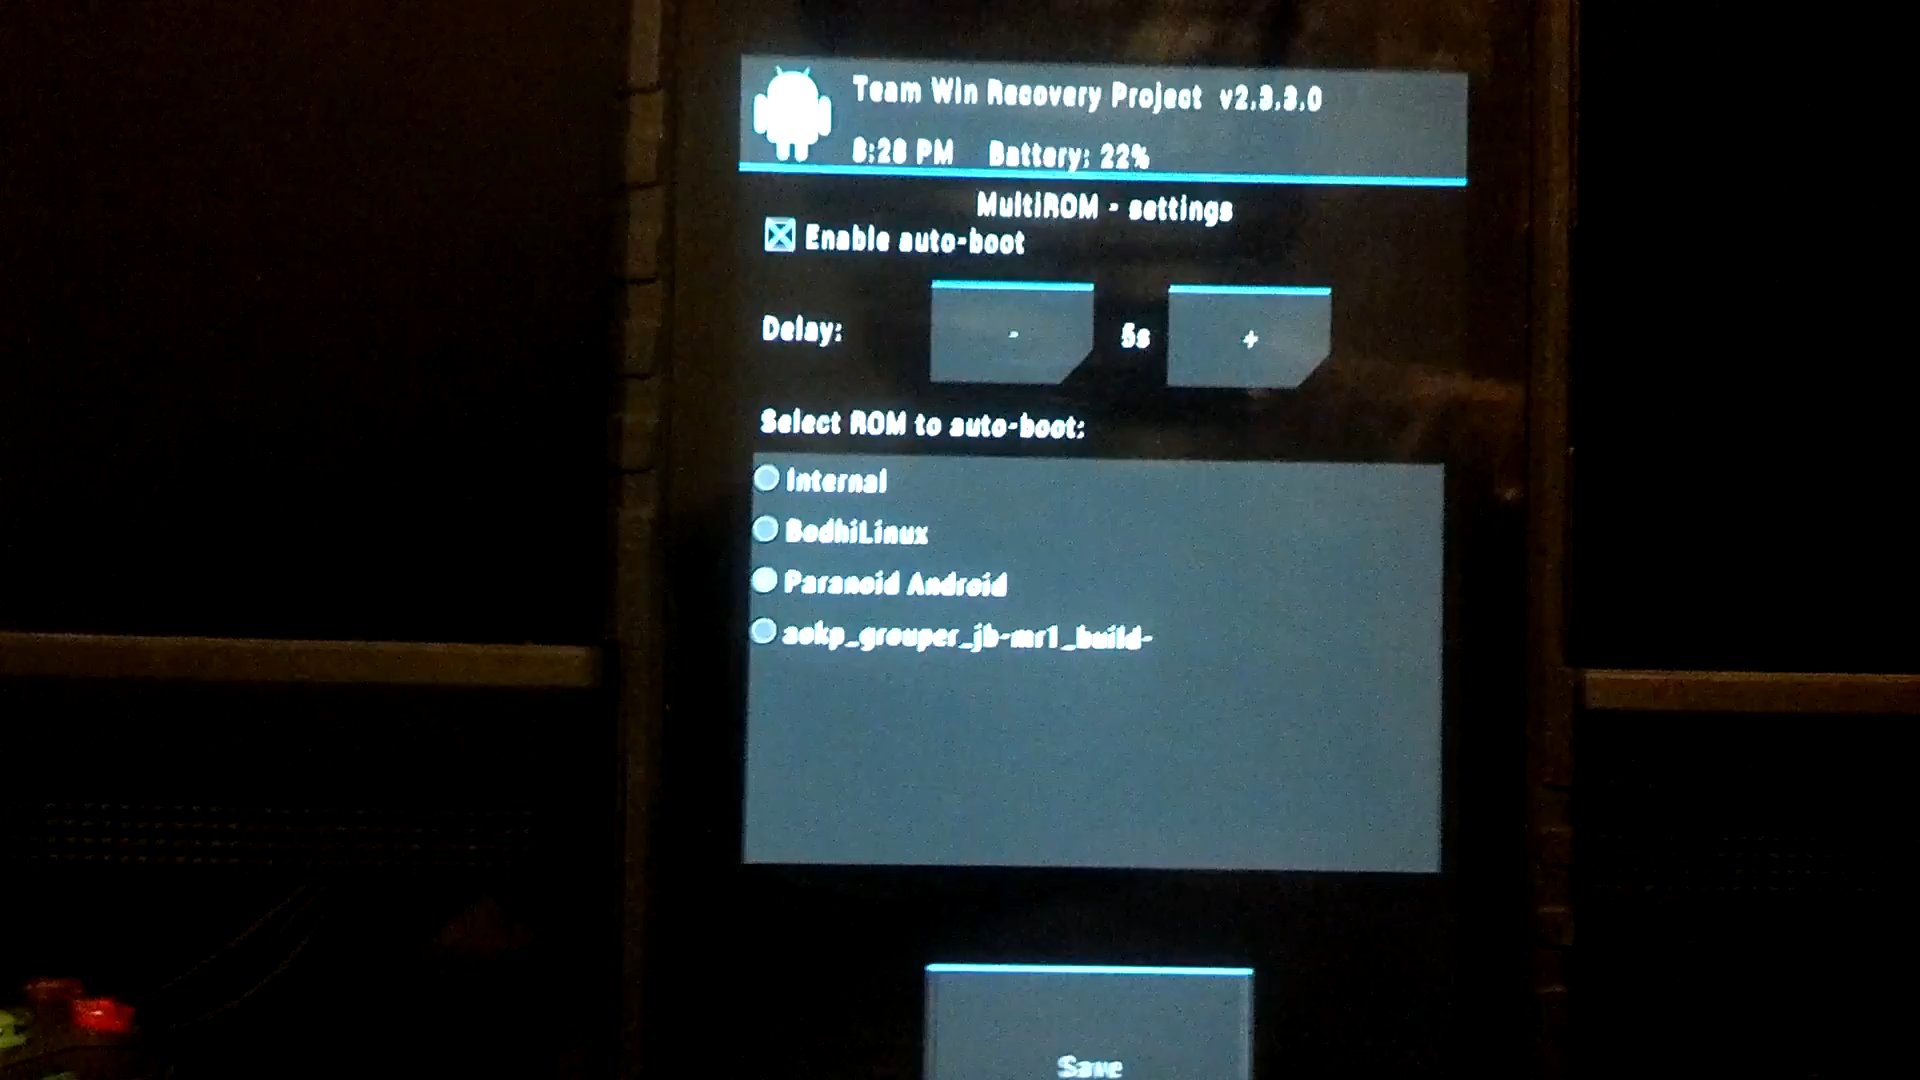 Team Win Recovery Project v2.3.3.0
8:28 PM Battery: 22%
MultiROM - settings
Enable auto-boot
Delay: - 5s +
Select ROM to auto-boot:
Internal
BodhiLinux
Paranoid Android
aokp_grouper_jb-mr1_build-
Save